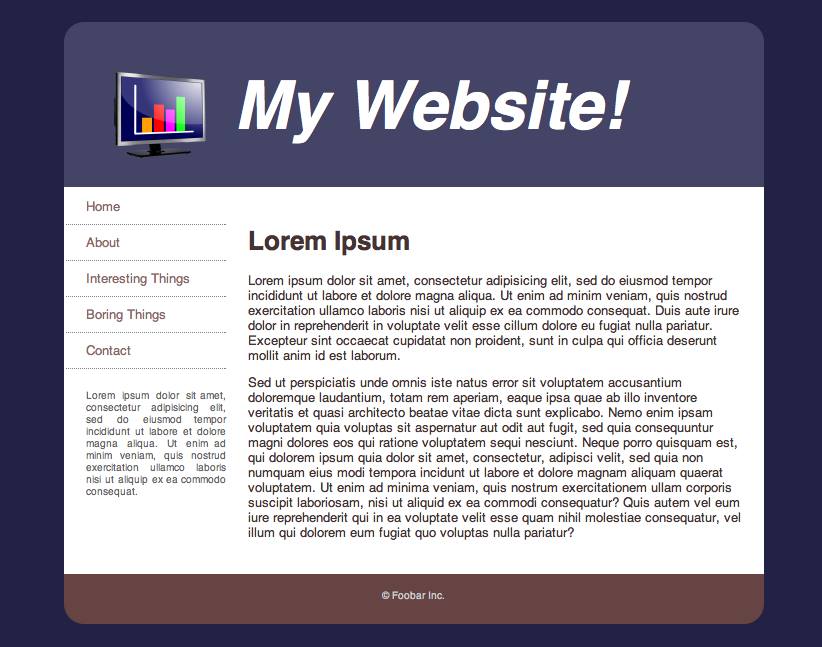 My Website!
Home
About
Interesting Things
Boring Things
Contact
Lorem ipsum dolor sit amet,
consectetur adipisicing elit,
sed do eiusmod tempor
incididunt ut labore et dolore
magna aliqua. Ut enim ad
minim veniam, quis nostrud
exercitation ullamco laboris
nisi ut aliquip ex ea commodo
consequat.
Lorem Ipsum
Lorem ipsum dolor sit amet, consectetur adipisicing elit, sed do eiusmod tempor
incididunt ut labore et dolore magna aliqua. Ut enim ad minim veniam, quis nostrud
exercitation ullamco laboris nisi ut aliquip ex ea commodo consequat. Duis aute irure
dolor in reprehenderit in voluptate velit esse cillum dolore eu fugiat nulla pariatur.
Excepteur sint occaecat cupidatat non proident, sunt in culpa qui officia deserunt
mollit anim id est laborum.
Sed ut perspiciatis unde omnis iste natus error sit voluptatem accusantium
doloremque laudantium, totam rem aperiam, eaque ipsa quae ab illo inventore
veritatis et quasi architecto beatae vitae dicta sunt explicabo. Nemo enim ipsam
voluptatem quia voluptas sit aspernatur aut odit aut fugit, sed quia consequuntur
magni dolores eos qui ratione voluptatem sequi nesciunt. Neque porro quisquam est,
qui dolorem ipsum quia dolor sit amet, consectetur, adipisci velit, sed quia non
numquam eius modi tempora incidunt ut labore et dolore magnam aliquam quaerat
voluptatem. Ut enim ad minima veniam, quis nostrum exercitationem ullam corporis
suscipit laboriosam, nisi ut aliquid ex ea commodi consequatur? Quis autem vel eum
iure reprehenderit qui in ea voluptate velit esse quam nihil molestiae consequatur, vel
illum qui dolorem eum fugiat quo voluptas nulla pariatur?
© Foobar Inc.